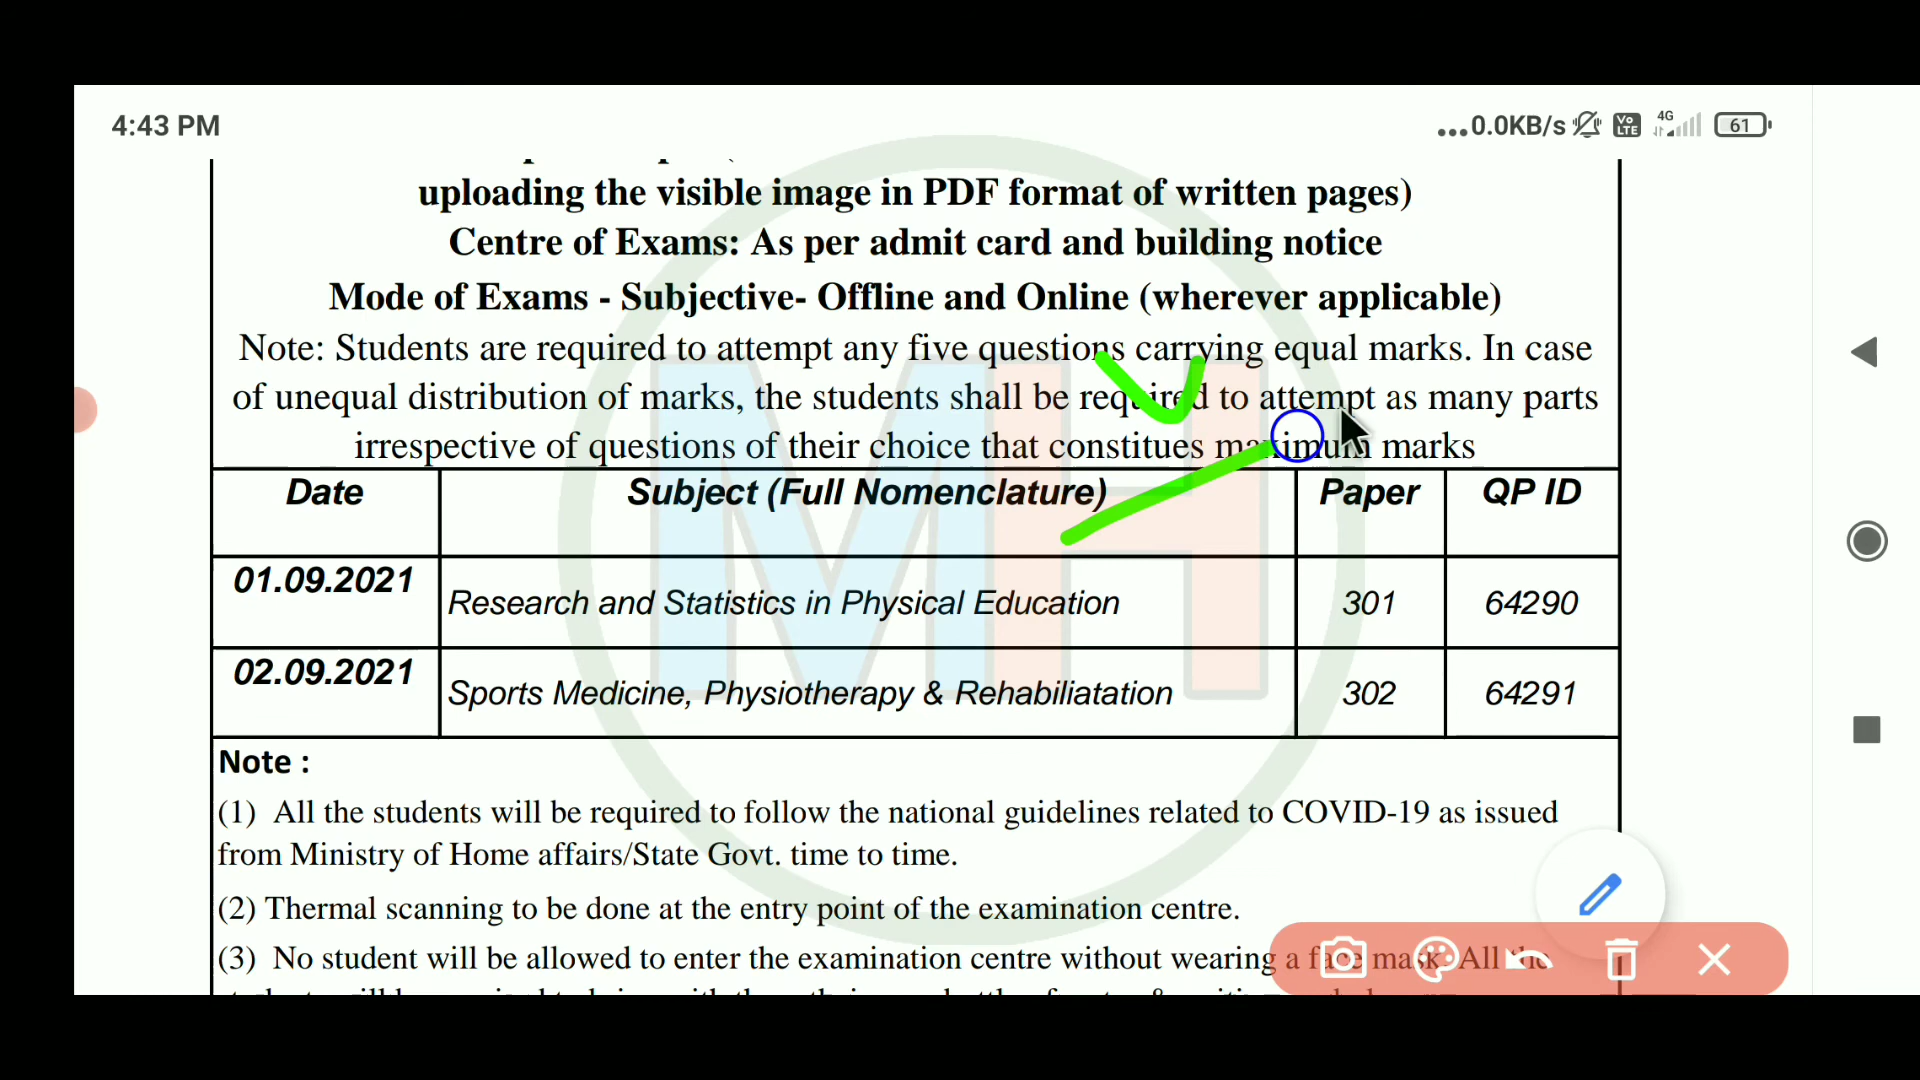 4:43 PM
...0.0KB/s Vo LTE 4G 61
uploading the visible image in PDF format of written pages)
Centre of Exams: As per admit card and building notice
Mode of Exams - Subjective- Offline and Online (wherever applicable)
Note: Students are required to attempt any five questions carrying equal marks. In case
of unequal distribution of marks, the students shall be required to attempt as many parts
irrespective of questions of their choice that constitues maximum marks
Date Subject (Full Nomenclature) Paper QP ID
01.09.2021 Research and Statistics in Physical Education 301 64290
02.09.2021 Sports Medicine, Physiotherapy & Rehabiliatation 302 64291
Note :
(1) All the students will be required to follow the national guidelines related to COVID-19 as issued
from Ministry of Home affairs/State Govt. time to time.
(2) Thermal scanning to be done at the entry point of the examination centre.
(3) No student will be allowed to enter the examination centre without wearing a face mask. All the
MH